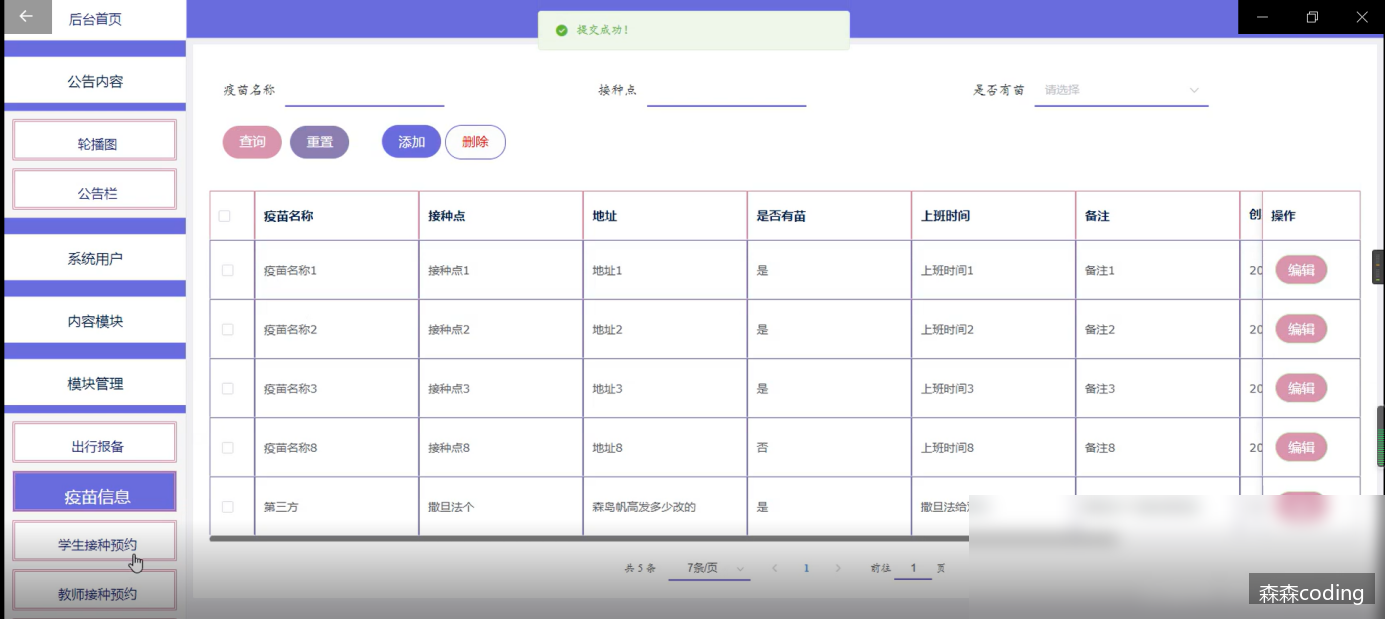 后台首页
提交成功！
公告内容
轮播图
公告栏
系统用户
内容模块
模块管理
出行报备
疫苗信息
学生接种预约
教师接种预约
疫苗名称 接种点 是否有苗 请选择
查询 重置 添加 删除
疫苗名称 接种点 地址 是否有苗 上班时间 备注 创 操作
疫苗名称1 接种点1 地址1 是 上班时间1 备注1 20 编辑
疫苗名称2 接种点2 地址2 是 上班时间2 备注2 20 编辑
疫苗名称3 接种点3 地址3 是 上班时间3 备注3 20 编辑
疫苗名称8 接种点8 地址8 否 上班时间8 备注8 20 编辑
第三方 撒旦法个 森岛帆高发多少改的 是 撒旦法给
共 5 条 7条/页 1 前往 1 页
森森coding